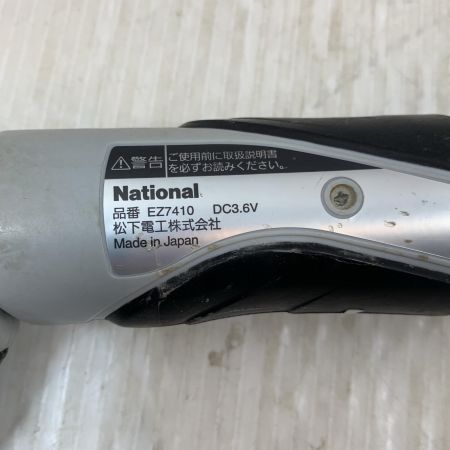 ⚠警告 ご使用前に取扱説明書
を必ずお読みください。
National
品番 EZ7410 DC3.6V
松下電工株式会社
Made in Japan